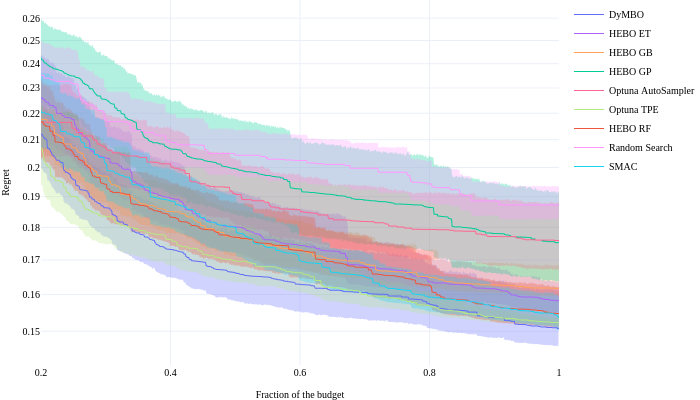 0.26
0.25
0.24
0.23
0.22
0.21
0.2
0.19
0.18
0.17
0.16
0.15
Regret
0.2
0.4
0.6
0.8
1
Fraction of the budget
DyMBO
HEBO ET
HEBO GB
HEBO GP
Optuna AutoSampler
Optuna TPE
HEBO RF
Random Search
SMAC